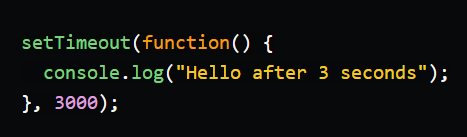 setTimeout(function() {
  console.log("Hello after 3 seconds");
}, 3000);